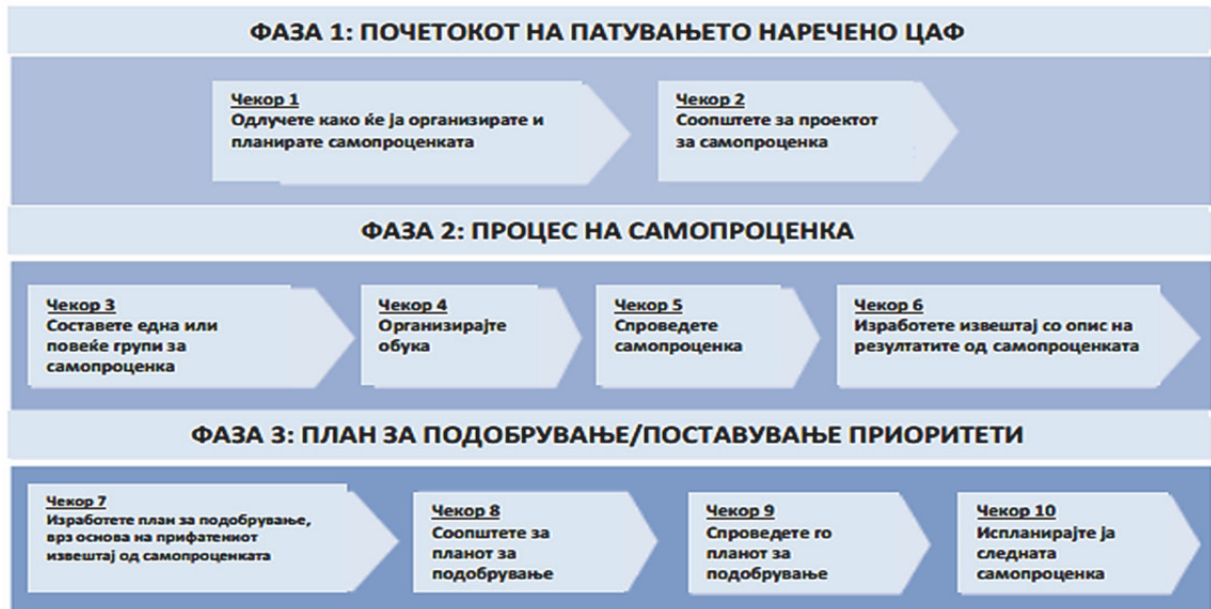 ФАЗА 1: ПОЧЕТОКОТ НА ПАТУВАЊЕТО НАРЕЧЕНО ЦАФ
Чекор 1
Одлучете како ќе ја организирате и
планирате самопроценката
Чекор 2
Соопштете за проектот
за самопроценка
ФАЗА 2: ПРОЦЕС НА САМОПРОЦЕНКА
Чекор 3
Составете една или
повеќе групи за
самопроценка
Чекор 4
Организирајте
обука
Чекор 5
Спроведете
самопроценка
Чекор 6
Изработете извештај со опис на
резултатите од самопроценката
ФАЗА 3: ПЛАН ЗА ПОДОБРУВАЊЕ/ПОСТАВУВАЊЕ ПРИОРИТЕТИ
Чекор 7
Изработете план за подобрување,
врз основа на прифатениот
извештај од самопроценката
Чекор 8
Соопштете за
планот за
подобрување
Чекор 9
Спроведете го
планот за
подобрување
Чекор 10
Испланирајте ја
следната
самопроценка